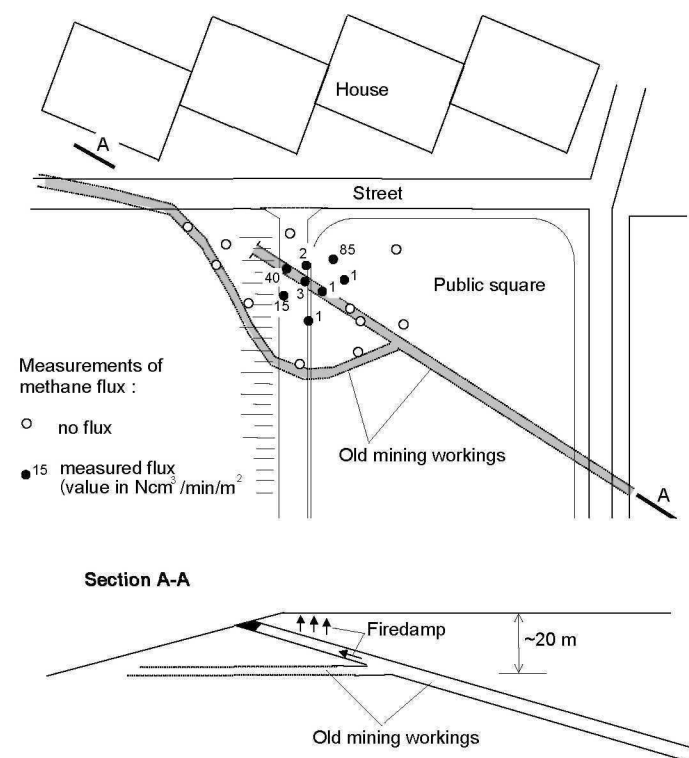 House
A
Street
2
85
40
3
1
1
15
1
Public square
Measurements of
methane flux :
no flux
15 measured flux
(value in Ncm³/min/m²
Old mining workings
A
Section A-A
Firedamp
~20 m
Old mining workings